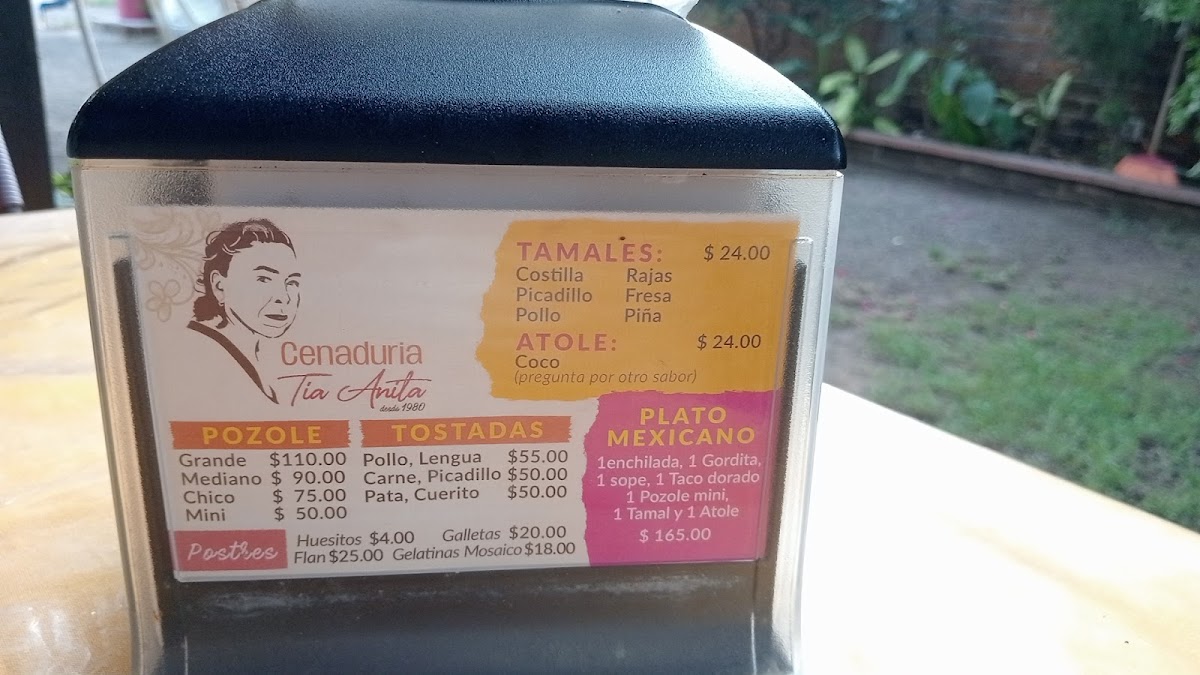 Cenaduria
Tia Anita
desde 1980
TAMALES: $ 24.00
Costilla Rajas
Picadillo Fresa
Pollo Piña
ATOLE: $ 24.00
Coco
(pregunta por otro sabor)
POZOLE
Grande $110.00
Mediano $ 90.00
Chico $ 75.00
Mini $ 50.00
TOSTADAS
Pollo, Lengua $55.00
Carne, Picadillo $50.00
Pata, Cuerito $50.00
PLATO
MEXICANO
1enchilada, 1 Gordita,
1 sope, 1 Taco dorado
1 Pozole mini,
1 Tamal y 1 Atole
$ 165.00
Postres
Huesitos $4.00 Galletas $20.00
Flan $25.00 Gelatinas Mosaico $18.00